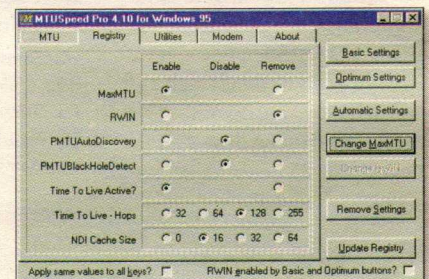 MTUSpeed Pro 4.10 for Windows 95
MTU Registry Utilities Modem About
Enable Disable Remove
MaxMTU
RWIN
PMTUAutoDiscovery
PMTUBlackHoleDetect
Time To Live Active?
Time To Live - Hops 32 64 128 255
NDI Cache Size 0 16 32 64
Basic Settings
Optimum Settings
Automatic Settings
Change MaxMTU
Remove Settings
Update Registry
Apply same values to all keys? RWIN enabled by Basic and Optimum buttons?